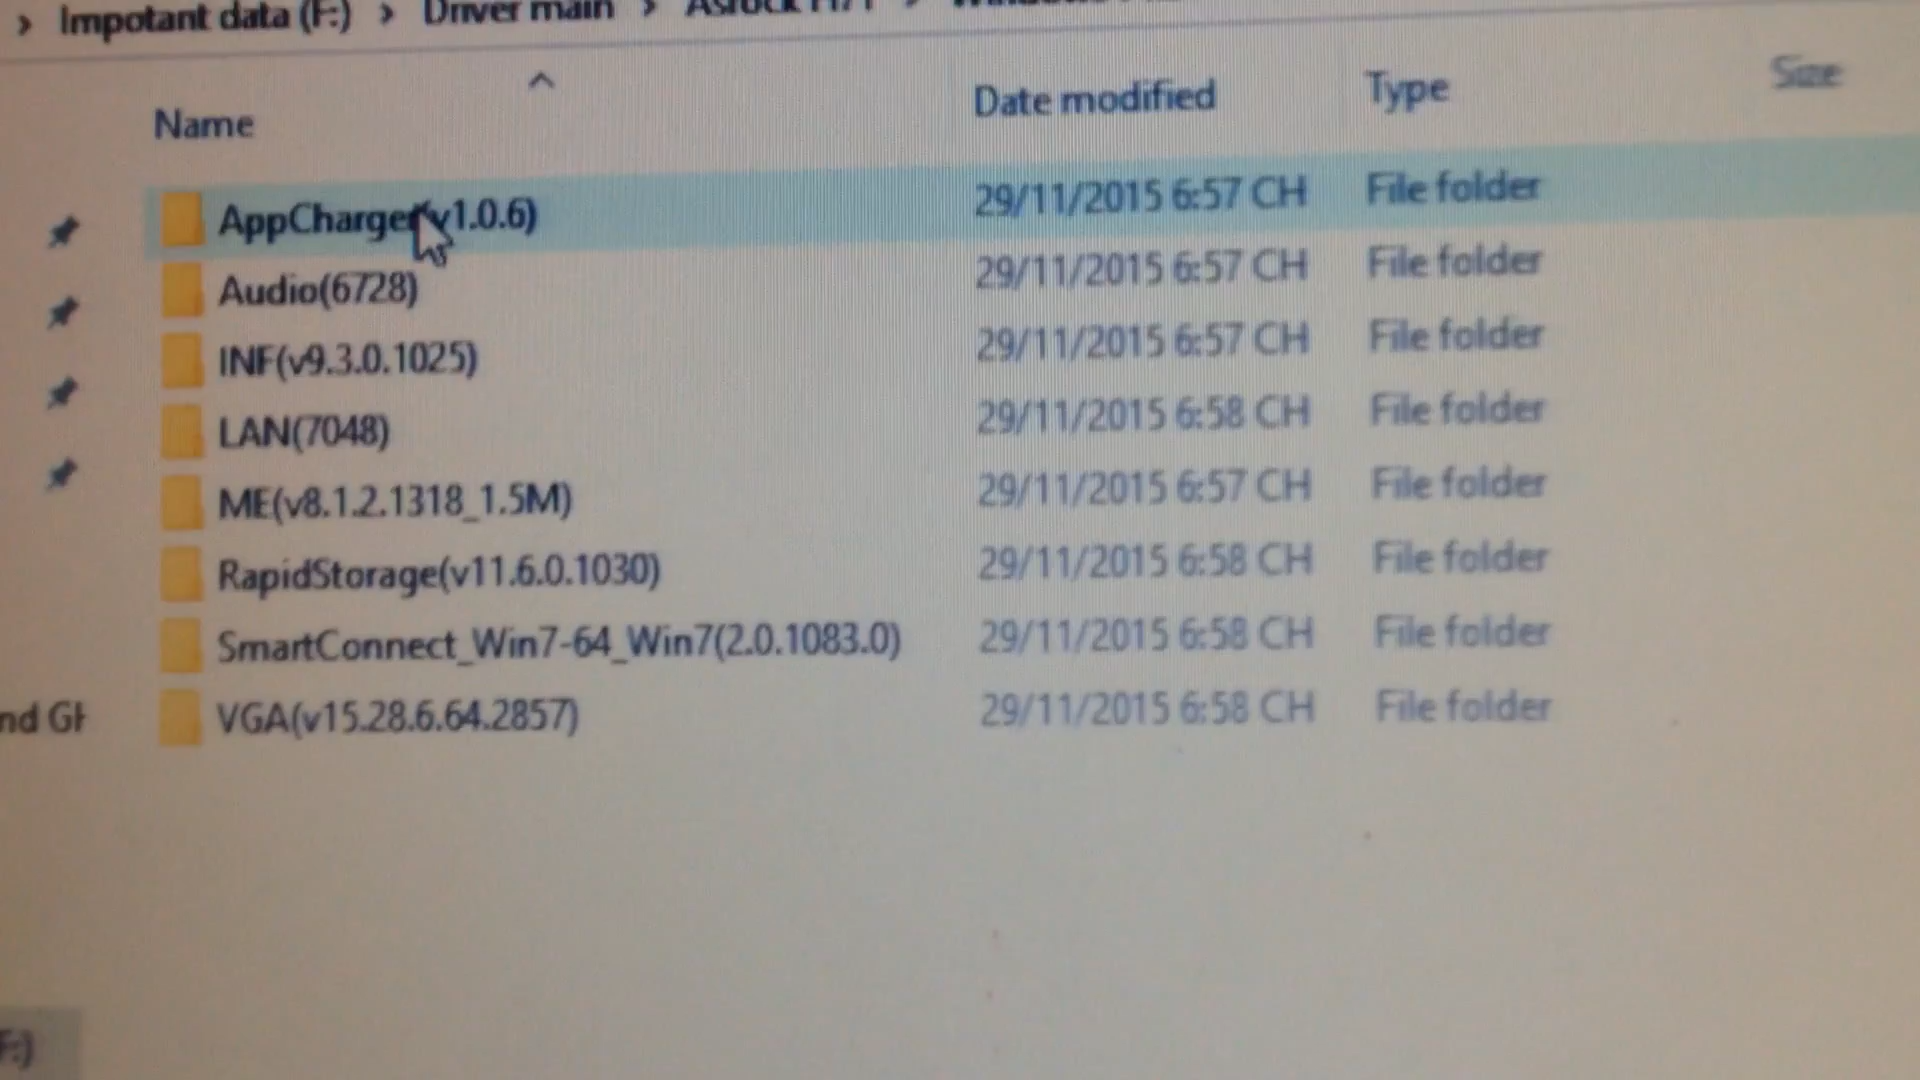 > Impotant data (F:) > Driver main >
Name Date modified Type Size
AppCharger(v1.0.6) 29/11/2015 6:57 CH File folder
Audio(6728) 29/11/2015 6:57 CH File folder
INF(v9.3.0.1025) 29/11/2015 6:57 CH File folder
LAN(7048) 29/11/2015 6:58 CH File folder
ME(v8.1.2.1318_1.5M) 29/11/2015 6:57 CH File folder
RapidStorage(v11.6.0.1030) 29/11/2015 6:58 CH File folder
SmartConnect_Win7-64_Win7(2.0.1083.0) 29/11/2015 6:58 CH File folder
nd GH
VGA(v15.28.6.64.2857) 29/11/2015 6:58 CH File folder
F:)